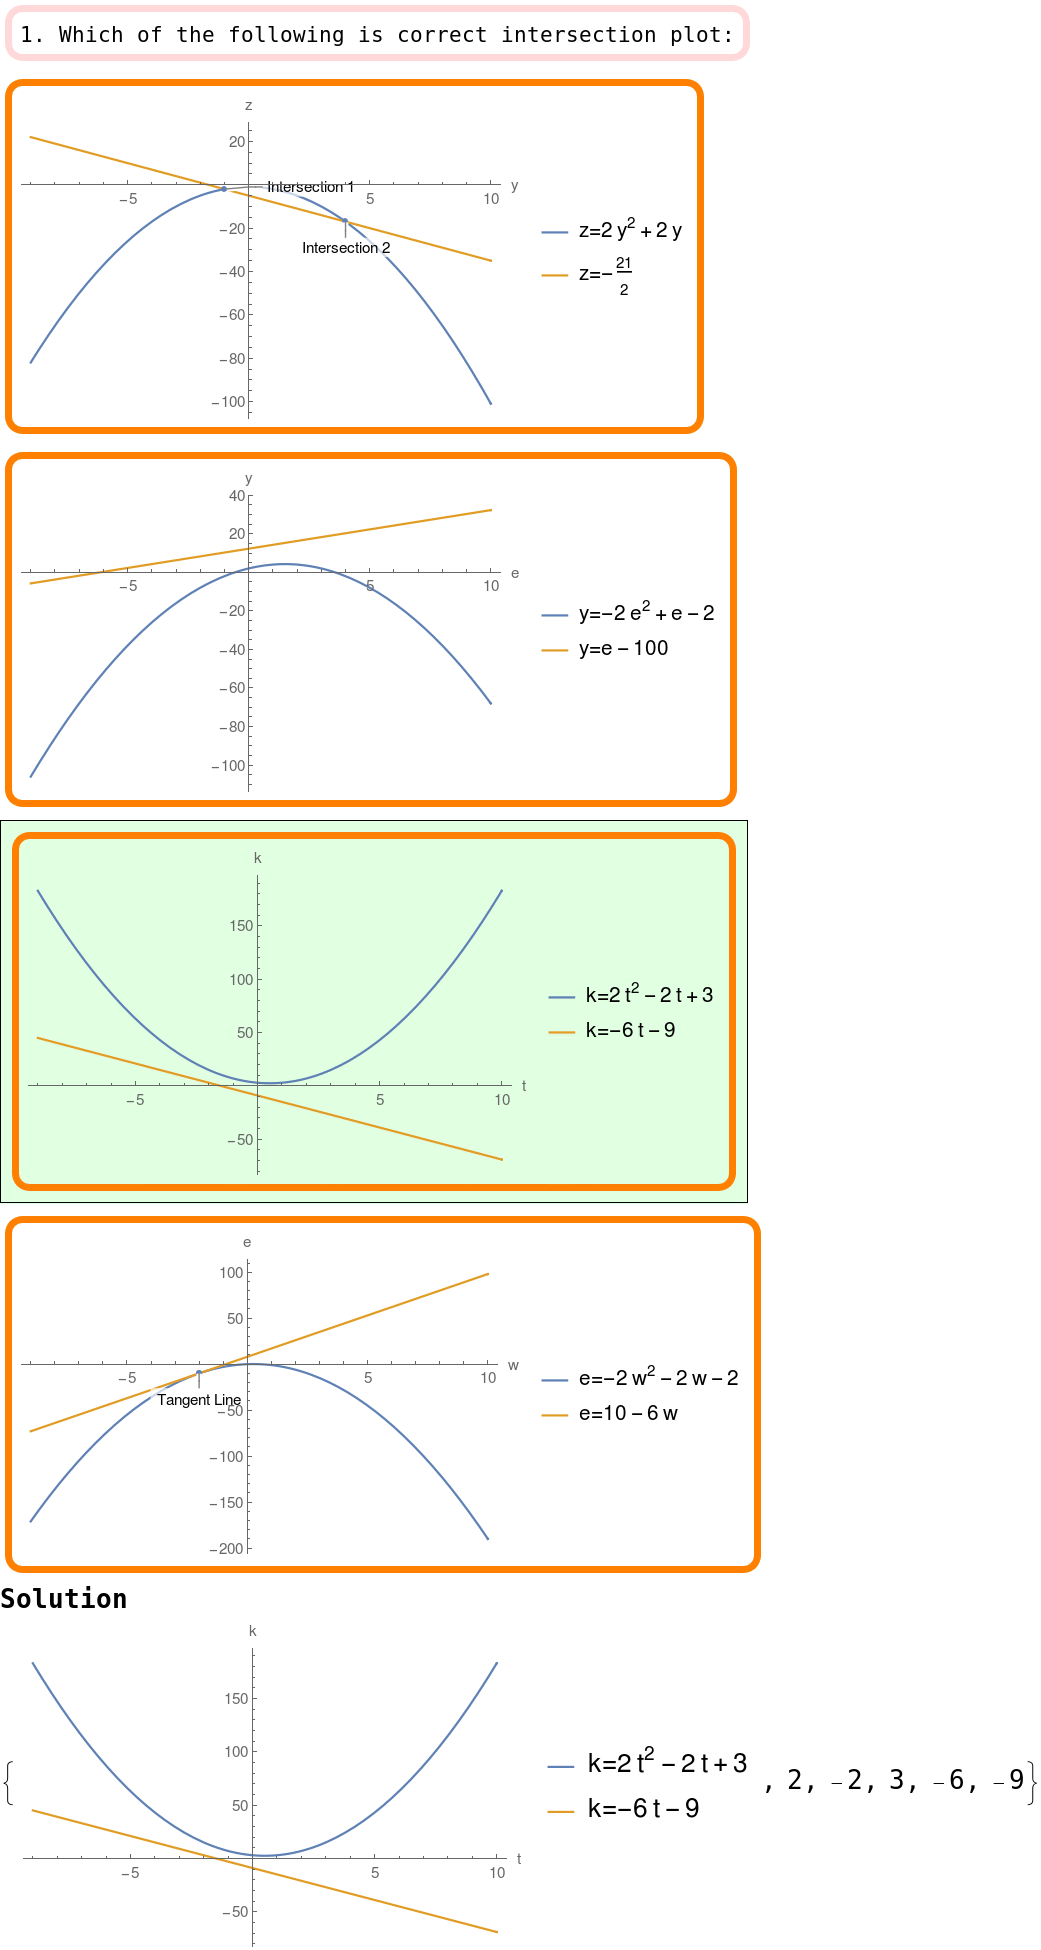 1. Which of the following is correct intersection plot:
z
20
Intersection 1
y
−5 5 10
−20
Intersection 2
−40
−60
−80
−100
z=2 y² + 2 y
z=− 21/2
y
40
20
e
−5 5 10
−20
−40
−60
−80
−100
y=−2 e² + e − 2
y=e − 100
k
150
100
50
t
−5 5 10
−50
k=2 t² − 2 t + 3
k=−6 t − 9
e
100
50
w
−5 5 10
Tangent Line
−50
−100
−150
−200
e=−2 w² − 2 w − 2
e=10 − 6 w
Solution
k
150
100
50
t
−5 5 10
−50
{
k=2 t² − 2 t + 3
k=−6 t − 9
, 2, −2, 3, −6, −9}